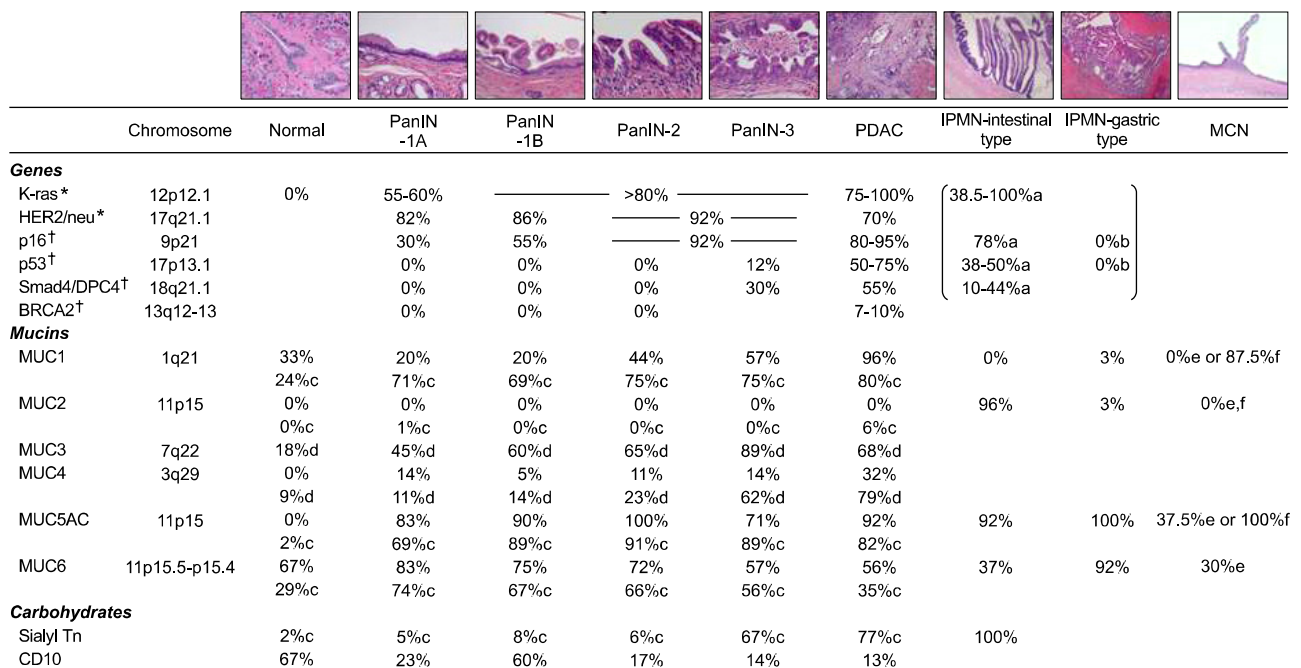 Chromosome Normal PanIN -1A PanIN -1B PanIN-2 PanIN-3 PDAC IPMN-intestinal type IPMN-gastric type MCN
Genes
K-ras* 12p12.1 0% 55-60% >80% 75-100% 38.5-100%a
HER2/neu* 17q21.1 82% 86% 92% 70%
p16† 9p21 30% 55% 92% 80-95% 78%a 0%b
p53† 17p13.1 0% 0% 0% 12% 50-75% 38-50%a 0%b
Smad4/DPC4† 18q21.1 0% 0% 0% 30% 55% 10-44%a
BRCA2† 13q12-13 0% 0% 0% 7-10%
Mucins
MUC1 1q21 33% 20% 20% 44% 57% 96% 0% 3% 0%e or 87.5%f
24%c 71%c 69%c 75%c 75%c 80%c
MUC2 11p15 0% 0% 0% 0% 0% 0% 96% 3% 0%e,f
0%c 1%c 0%c 0%c 0%c 6%c
MUC3 7q22 18%d 45%d 60%d 65%d 89%d 68%d
MUC4 3q29 0% 14% 5% 11% 14% 32%
9%d 11%d 14%d 23%d 62%d 79%d
MUC5AC 11p15 0% 83% 90% 100% 71% 92% 92% 100% 37.5%e or 100%f
2%c 69%c 89%c 91%c 89%c 82%c
MUC6 11p15.5-p15.4 67% 83% 75% 72% 57% 56% 37% 92% 30%e
29%c 74%c 67%c 66%c 56%c 35%c
Carbohydrates
Sialyl Tn 2%c 5%c 8%c 6%c 67%c 77%c 100%
CD10 67% 23% 60% 17% 14% 13%